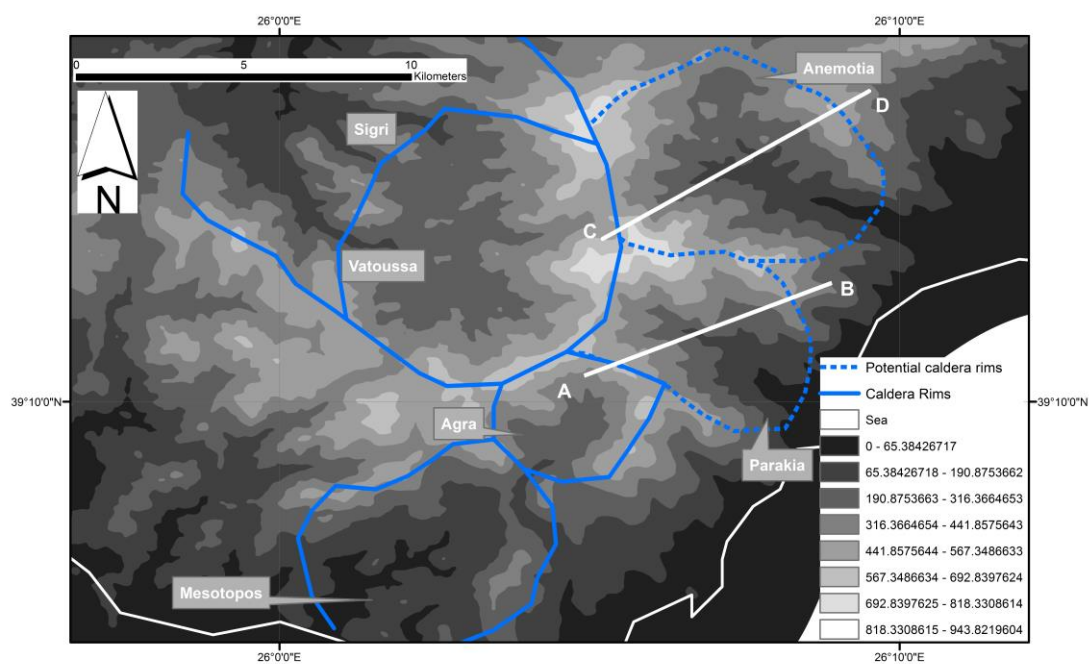 26°0'0"E
26°10'0"E
0
5
10
Kilometers
Anemotia
D
Sigri
N
C
Vatoussa
B
A
39°10'0"N
39°10'0"N
Agra
Parakia
Mesotopos
Potential caldera rims
Caldera Rims
Sea
0 - 65.38426717
65.38426718 - 190.8753662
190.8753663 - 316.3664653
316.3664654 - 441.8575643
441.8575644 - 567.3486633
567.3486634 - 692.8397624
692.8397625 - 818.3308614
818.3308615 - 943.8219604
26°0'0"E
26°10'0"E